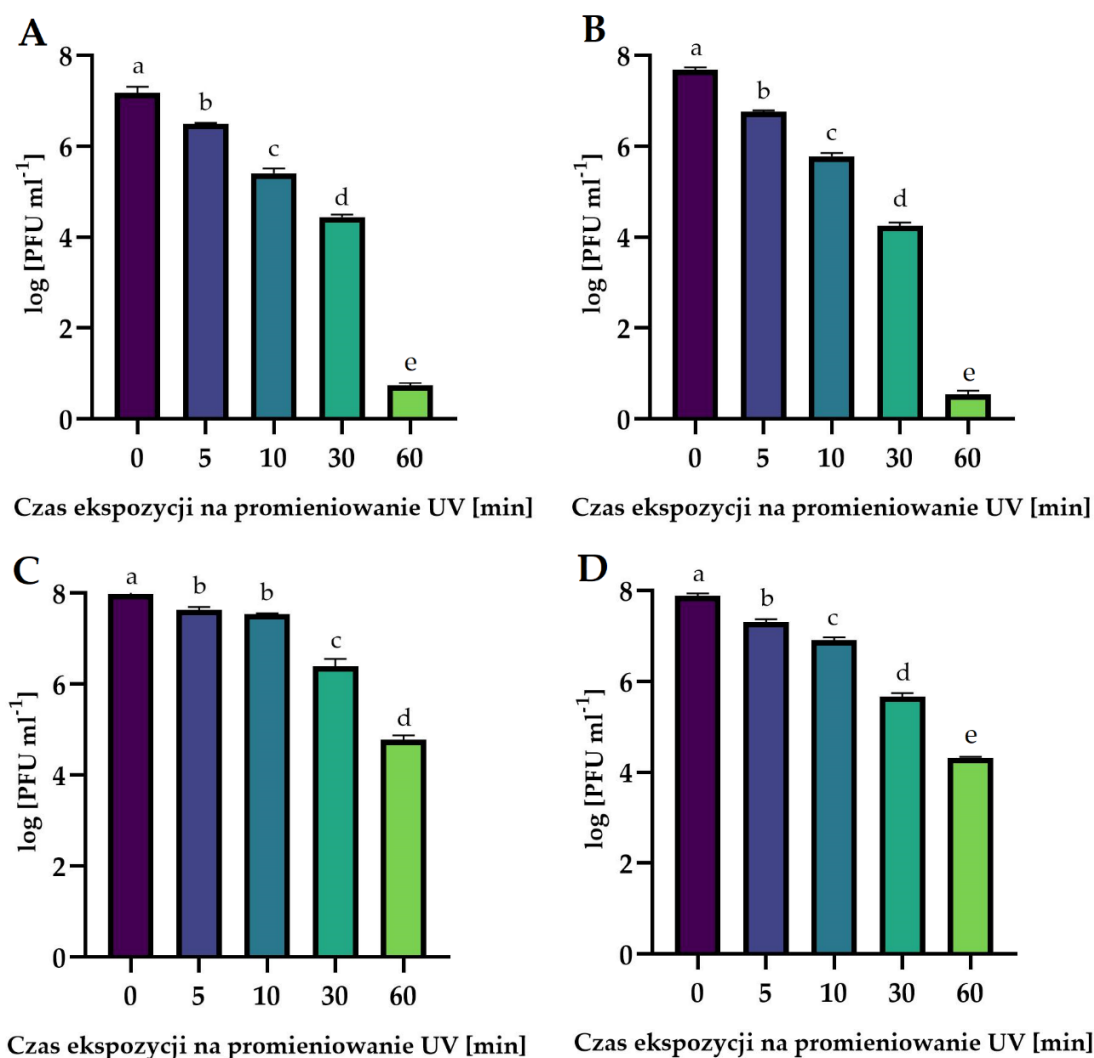 A
log [PFU ml⁻¹]
8
6
4
2
0
a
b
c
d
e
0 5 10 30 60
Czas ekspozycji na promieniowanie UV [min]
B
log [PFU ml⁻¹]
8
6
4
2
0
a
b
c
d
e
0 5 10 30 60
Czas ekspozycji na promieniowanie UV [min]
C
log [PFU ml⁻¹]
8
6
4
2
0
a
b
b
c
d
0 5 10 30 60
Czas ekspozycji na promieniowanie UV [min]
D
log [PFU ml⁻¹]
8
6
4
2
0
a
b
c
d
e
0 5 10 30 60
Czas ekspozycji na promieniowanie UV [min]